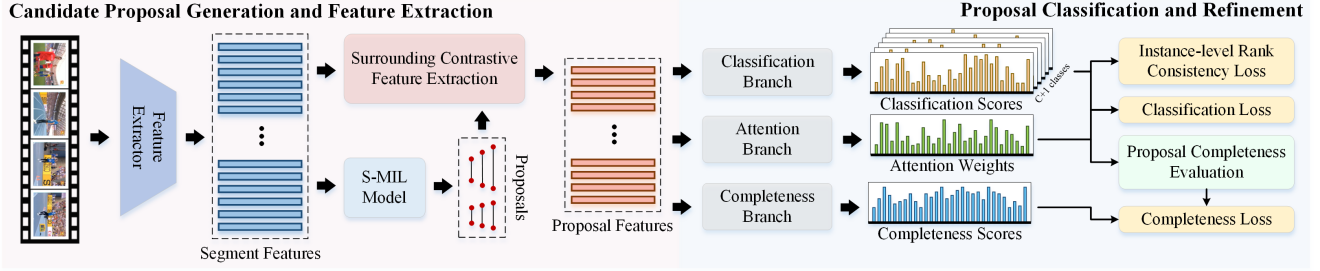 Candidate Proposal Generation and Feature Extraction
Proposal Classification and Refinement
Feature
Extractor
Segment Features
Surrounding Contrastive
Feature Extraction
S-MIL
Model
Proposals
Proposal Features
Classification
Branch
Attention
Branch
Completeness
Branch
C+1 classes
Classification Scores
Attention Weights
Completeness Scores
Instance-level Rank
Consistency Loss
Classification Loss
Proposal Completeness
Evaluation
Completeness Loss